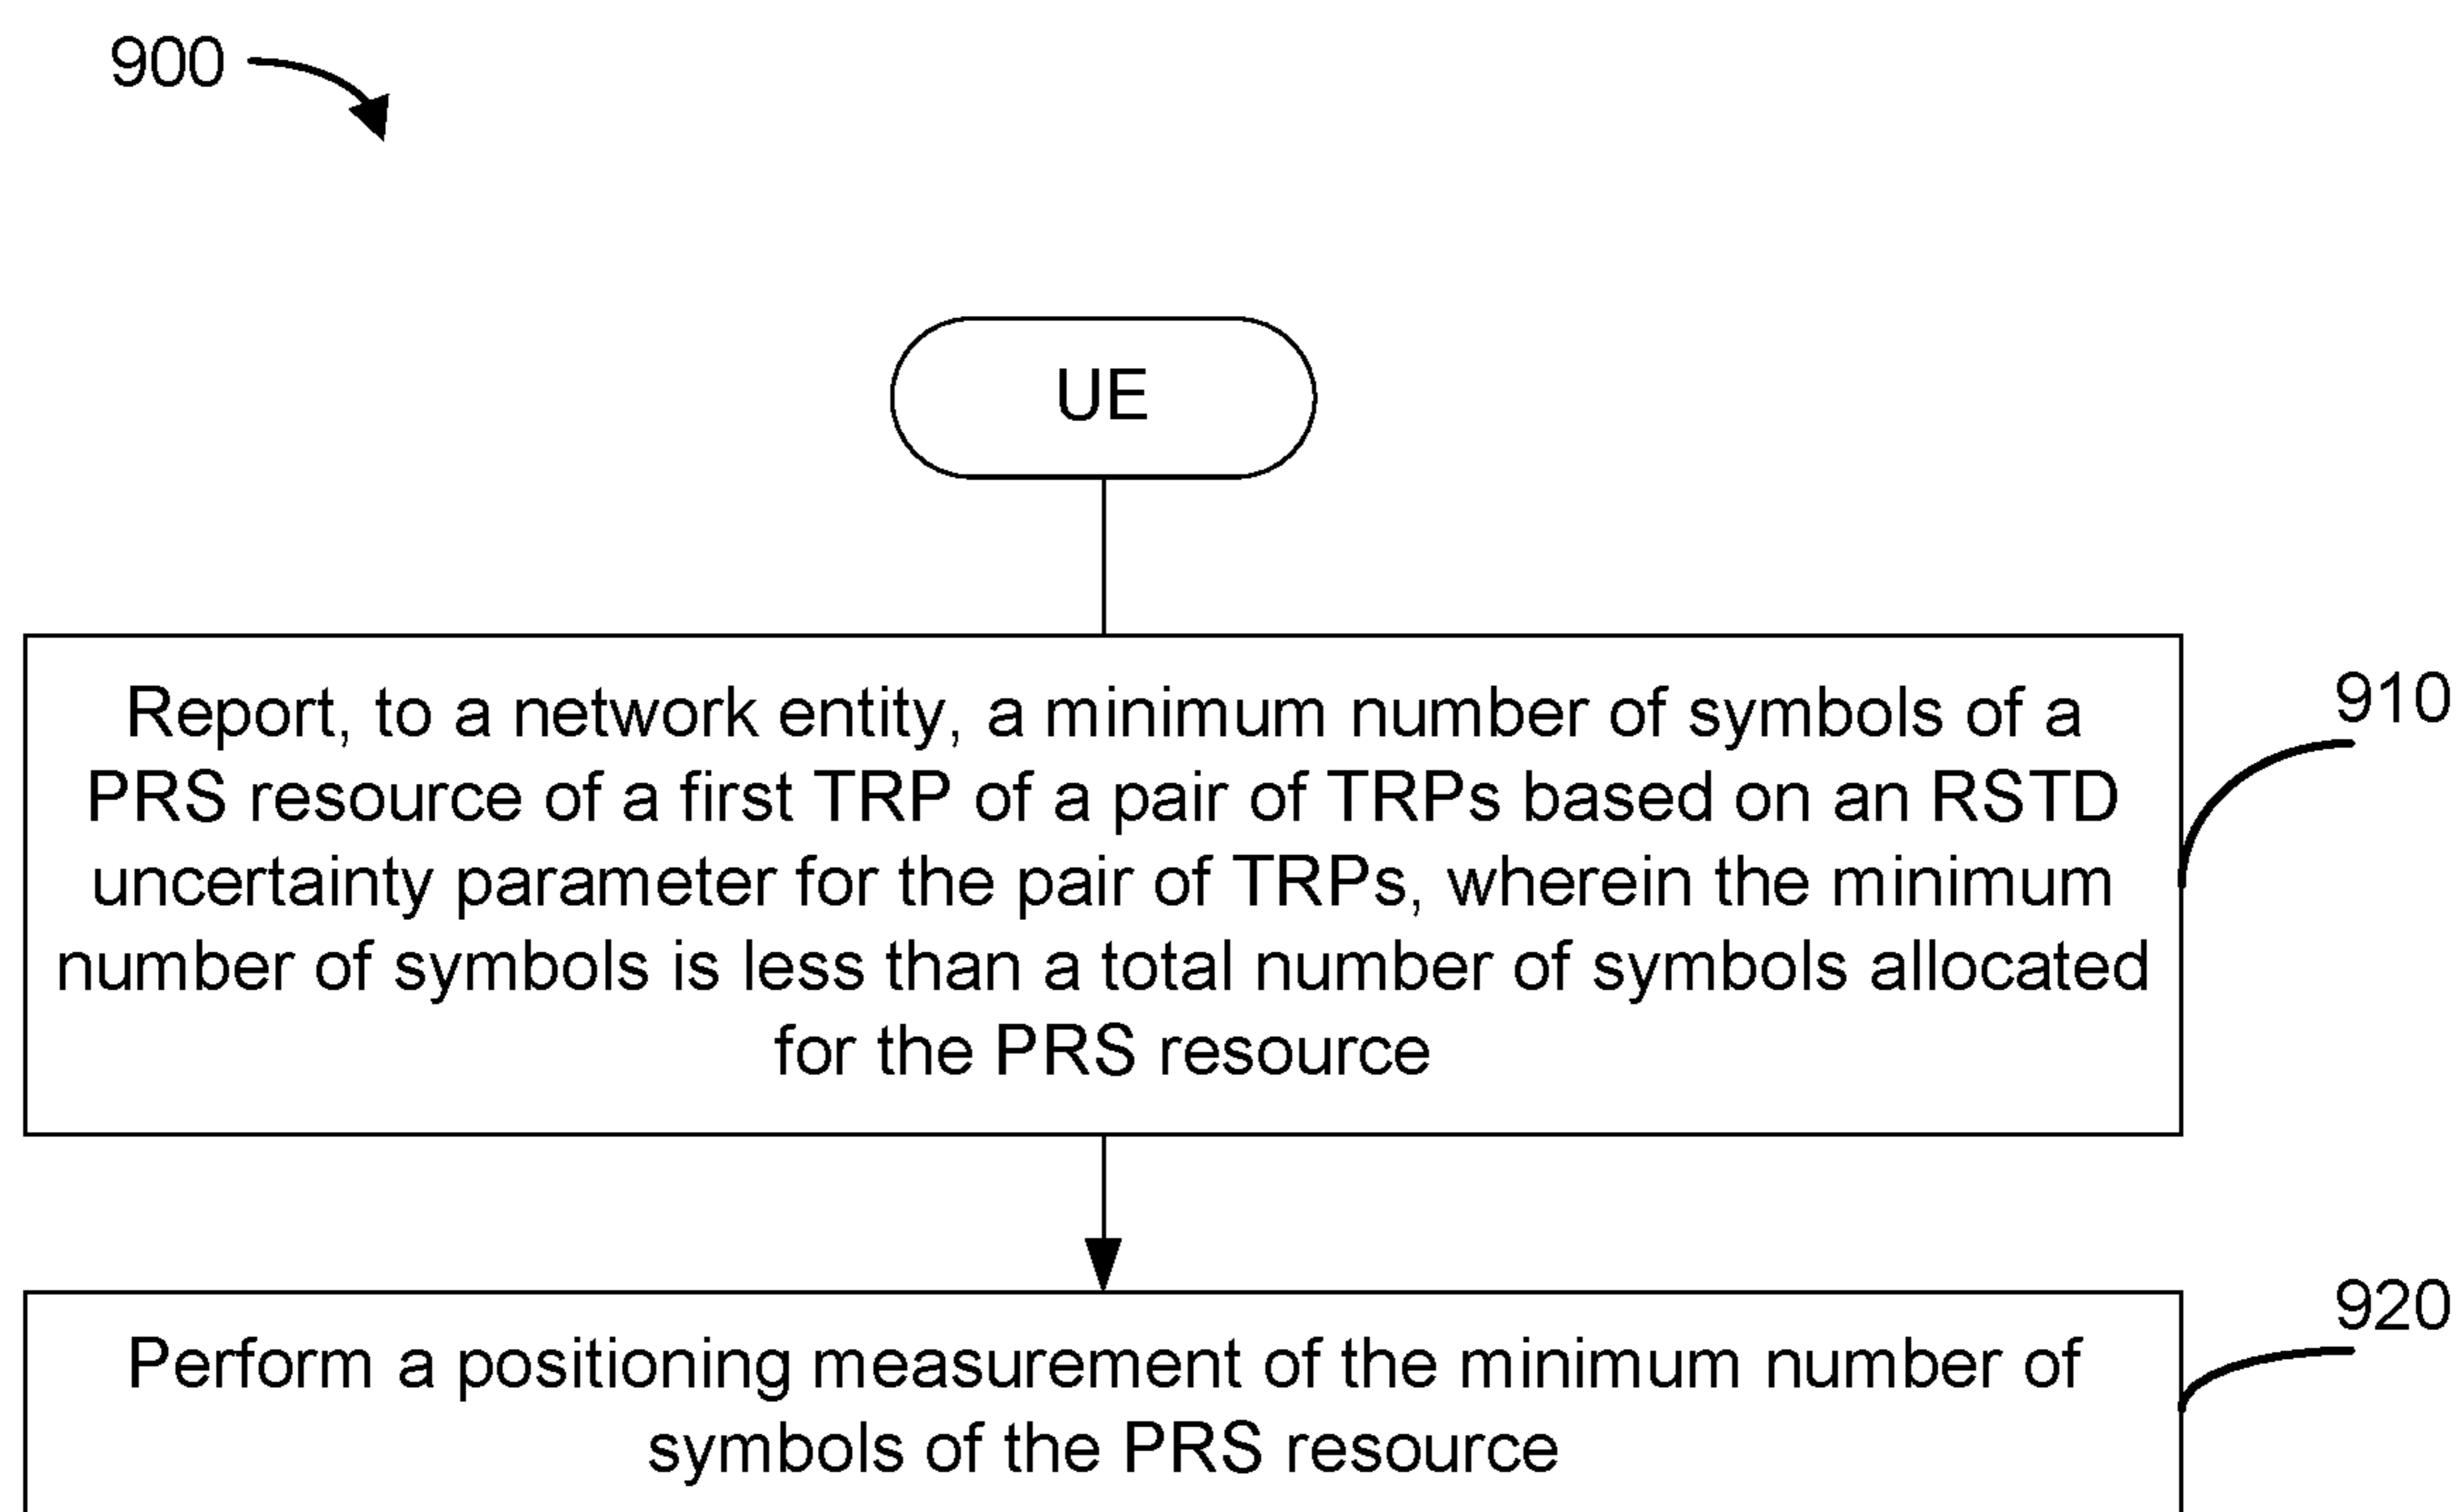 900
UE
Report, to a network entity, a minimum number of symbols of a
PRS resource of a first TRP of a pair of TRPs based on an RSTD
uncertainty parameter for the pair of TRPs, wherein the minimum
number of symbols is less than a total number of symbols allocated
for the PRS resource
910
Perform a positioning measurement of the minimum number of
symbols of the PRS resource
920